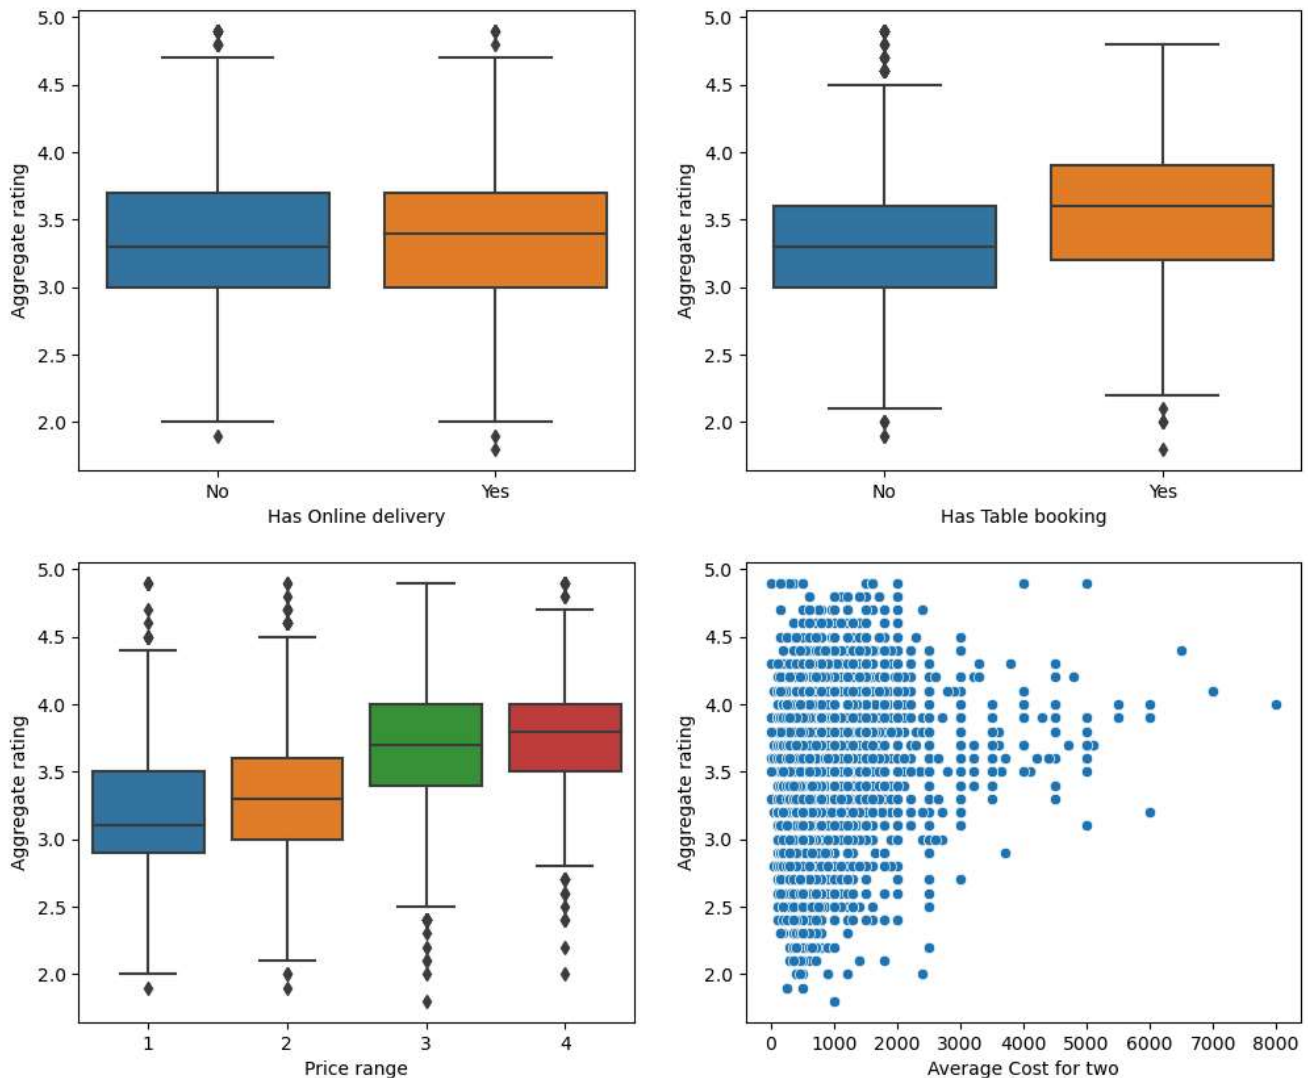 5.0
4.5
4.0
3.5
3.0
2.5
2.0
Aggregate rating
No Yes
Has Online delivery
5.0
4.5
4.0
3.5
3.0
2.5
2.0
Aggregate rating
No Yes
Has Table booking
5.0
4.5
4.0
3.5
3.0
2.5
2.0
Aggregate rating
1 2 3 4
Price range
5.0
4.5
4.0
3.5
3.0
2.5
2.0
Aggregate rating
0 1000 2000 3000 4000 5000 6000 7000 8000
Average Cost for two